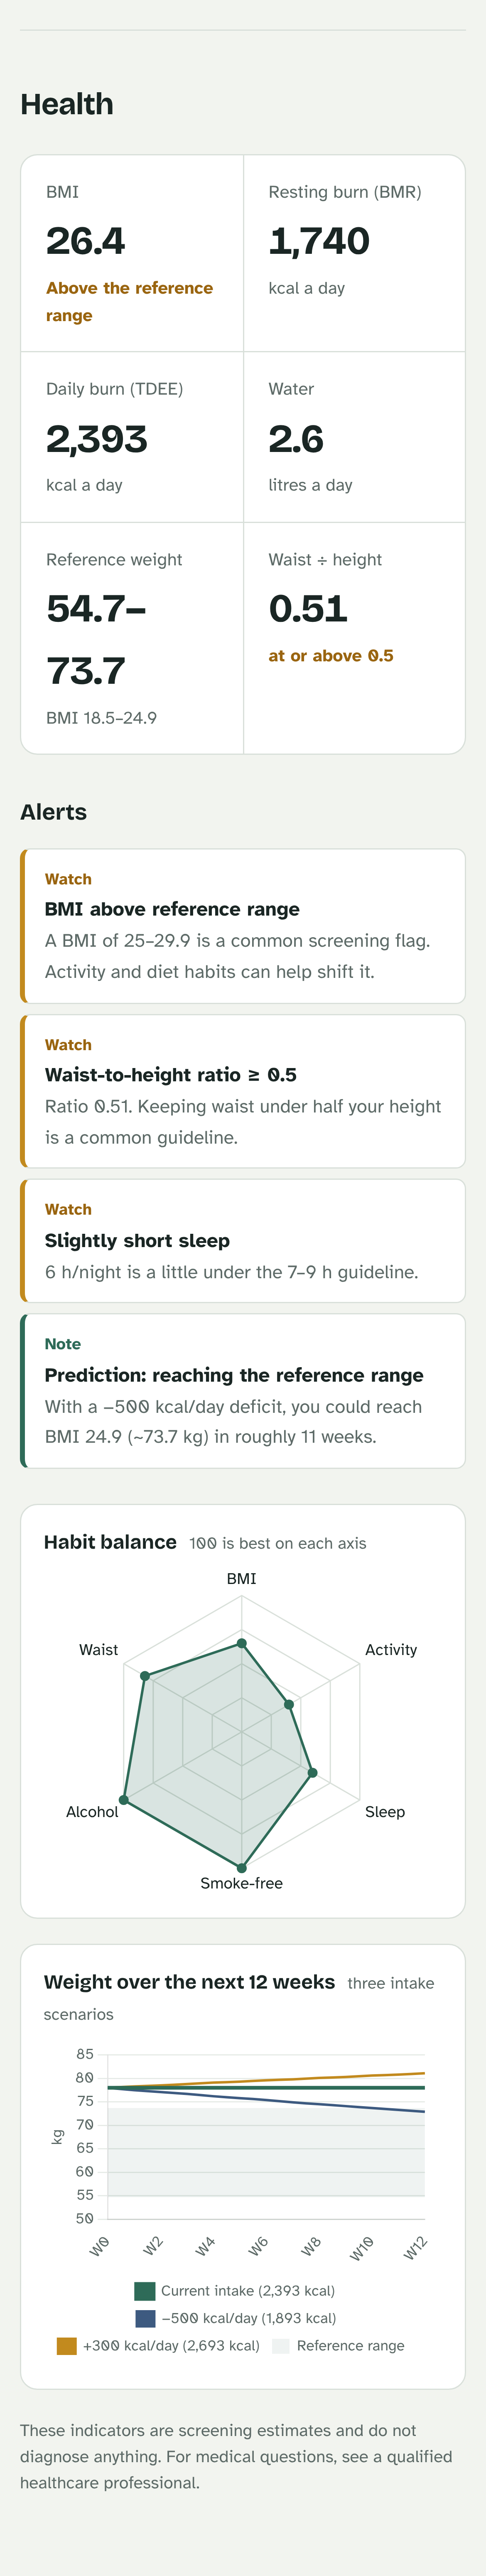 Health
BMI
26.4
Above the reference
range
Resting burn (BMR)
1,740
kcal a day
Daily burn (TDEE)
2,393
kcal a day
Water
2.6
litres a day
Reference weight
54.7–
73.7
BMI 18.5–24.9
Waist ÷ height
0.51
at or above 0.5
Alerts
Watch
BMI above reference range
A BMI of 25–29.9 is a common screening flag.
Activity and diet habits can help shift it.
Watch
Waist-to-height ratio ≥ 0.5
Ratio 0.51. Keeping waist under half your height
is a common guideline.
Watch
Slightly short sleep
6 h/night is a little under the 7–9 h guideline.
Note
Prediction: reaching the reference range
With a −500 kcal/day deficit, you could reach
BMI 24.9 (~73.7 kg) in roughly 11 weeks.
Habit balance 100 is best on each axis
BMI
Waist
Activity
Alcohol
Sleep
Smoke-free
Weight over the next 12 weeks three intake
scenarios
85
80
75
70
65
60
55
50
kg
W0 W2 W4 W6 W8 W10 W12
Current intake (2,393 kcal)
−500 kcal/day (1,893 kcal)
+300 kcal/day (2,693 kcal) Reference range
These indicators are screening estimates and do not
diagnose anything. For medical questions, see a qualified
healthcare professional.